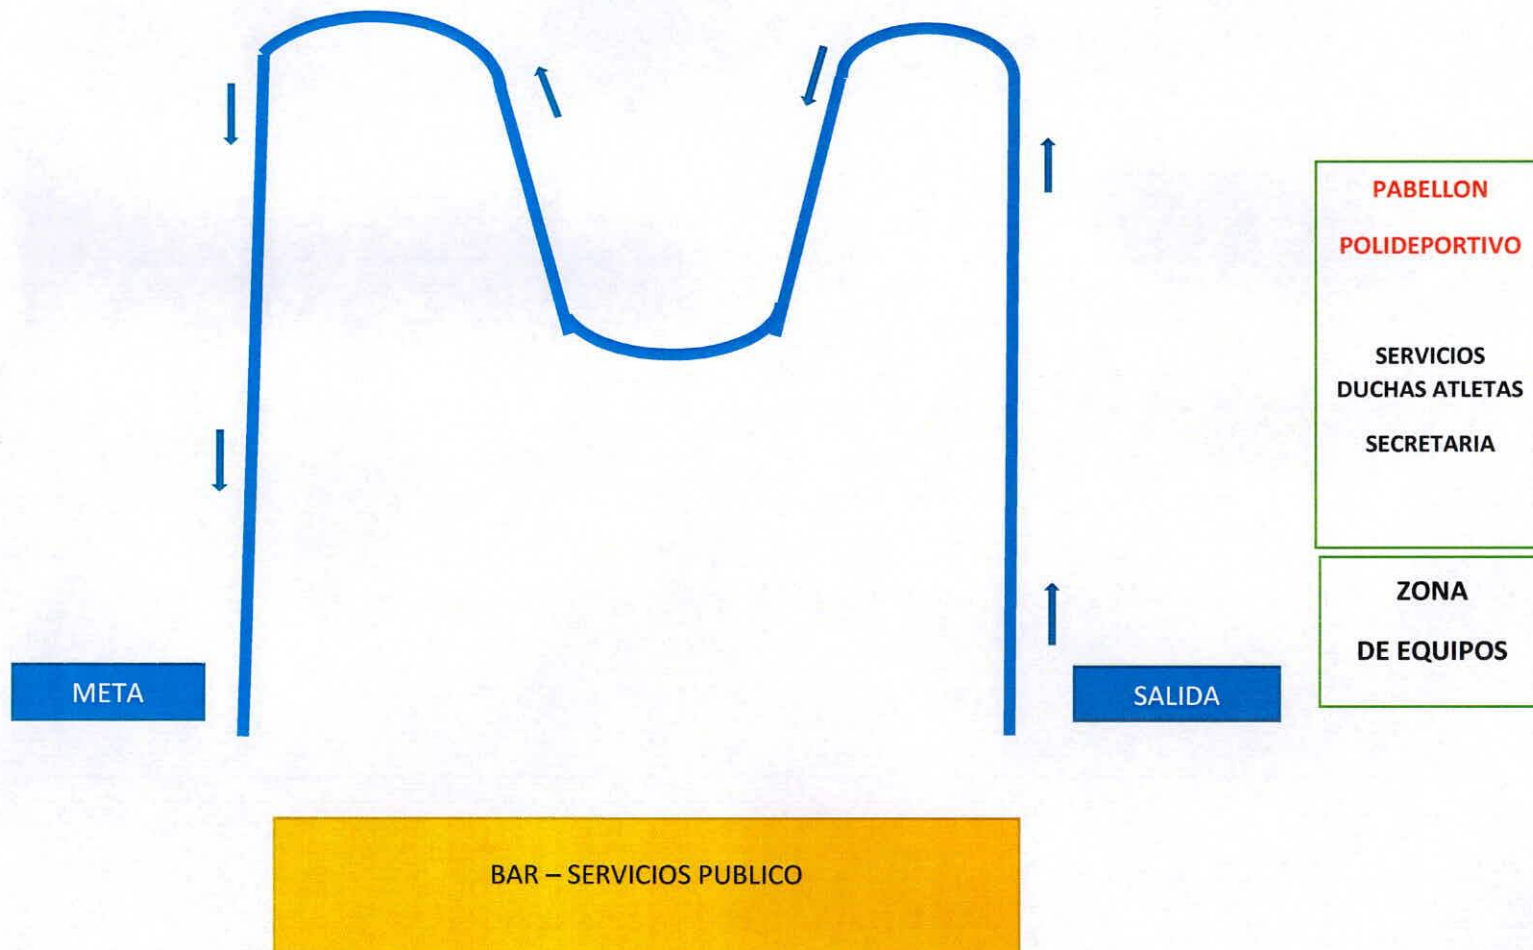 PABELLON
POLIDEPORTIVO
SERVICIOS
DUCHAS ATLETAS
SECRETARIA
ZONA
DE EQUIPOS
META
SALIDA
BAR – SERVICIOS PUBLICO